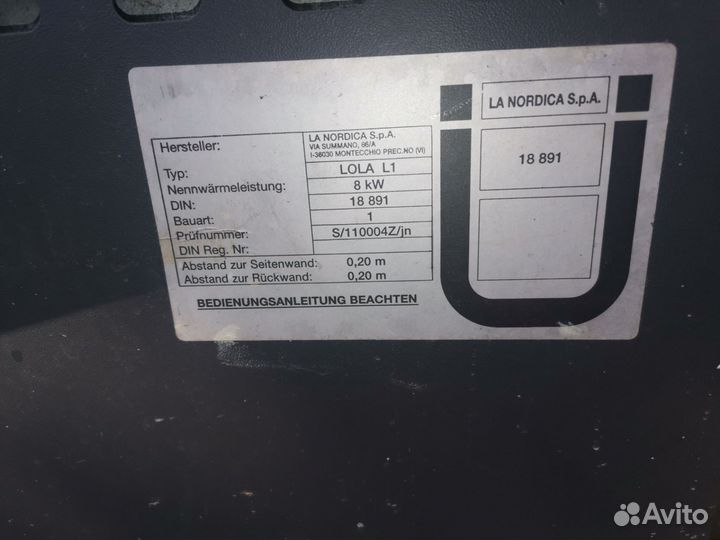 Hersteller: LA NORDICA S.p.A.
VIA SUMMANO, 66/A
I-36030 MONTECCHIO PREC.NO (VI)
Typ: LOLA L1
Nennwärmeleistung: 8 kW
DIN: 18 891
Bauart: 1
Prüfnummer: S/110004Z/jn
DIN Reg. Nr:
Abstand zur Seitenwand: 0,20 m
Abstand zur Rückwand: 0,20 m
BEDIENUNGSANLEITUNG BEACHTEN
Ü
LA NORDICA S.p.A.
18 891
Avito